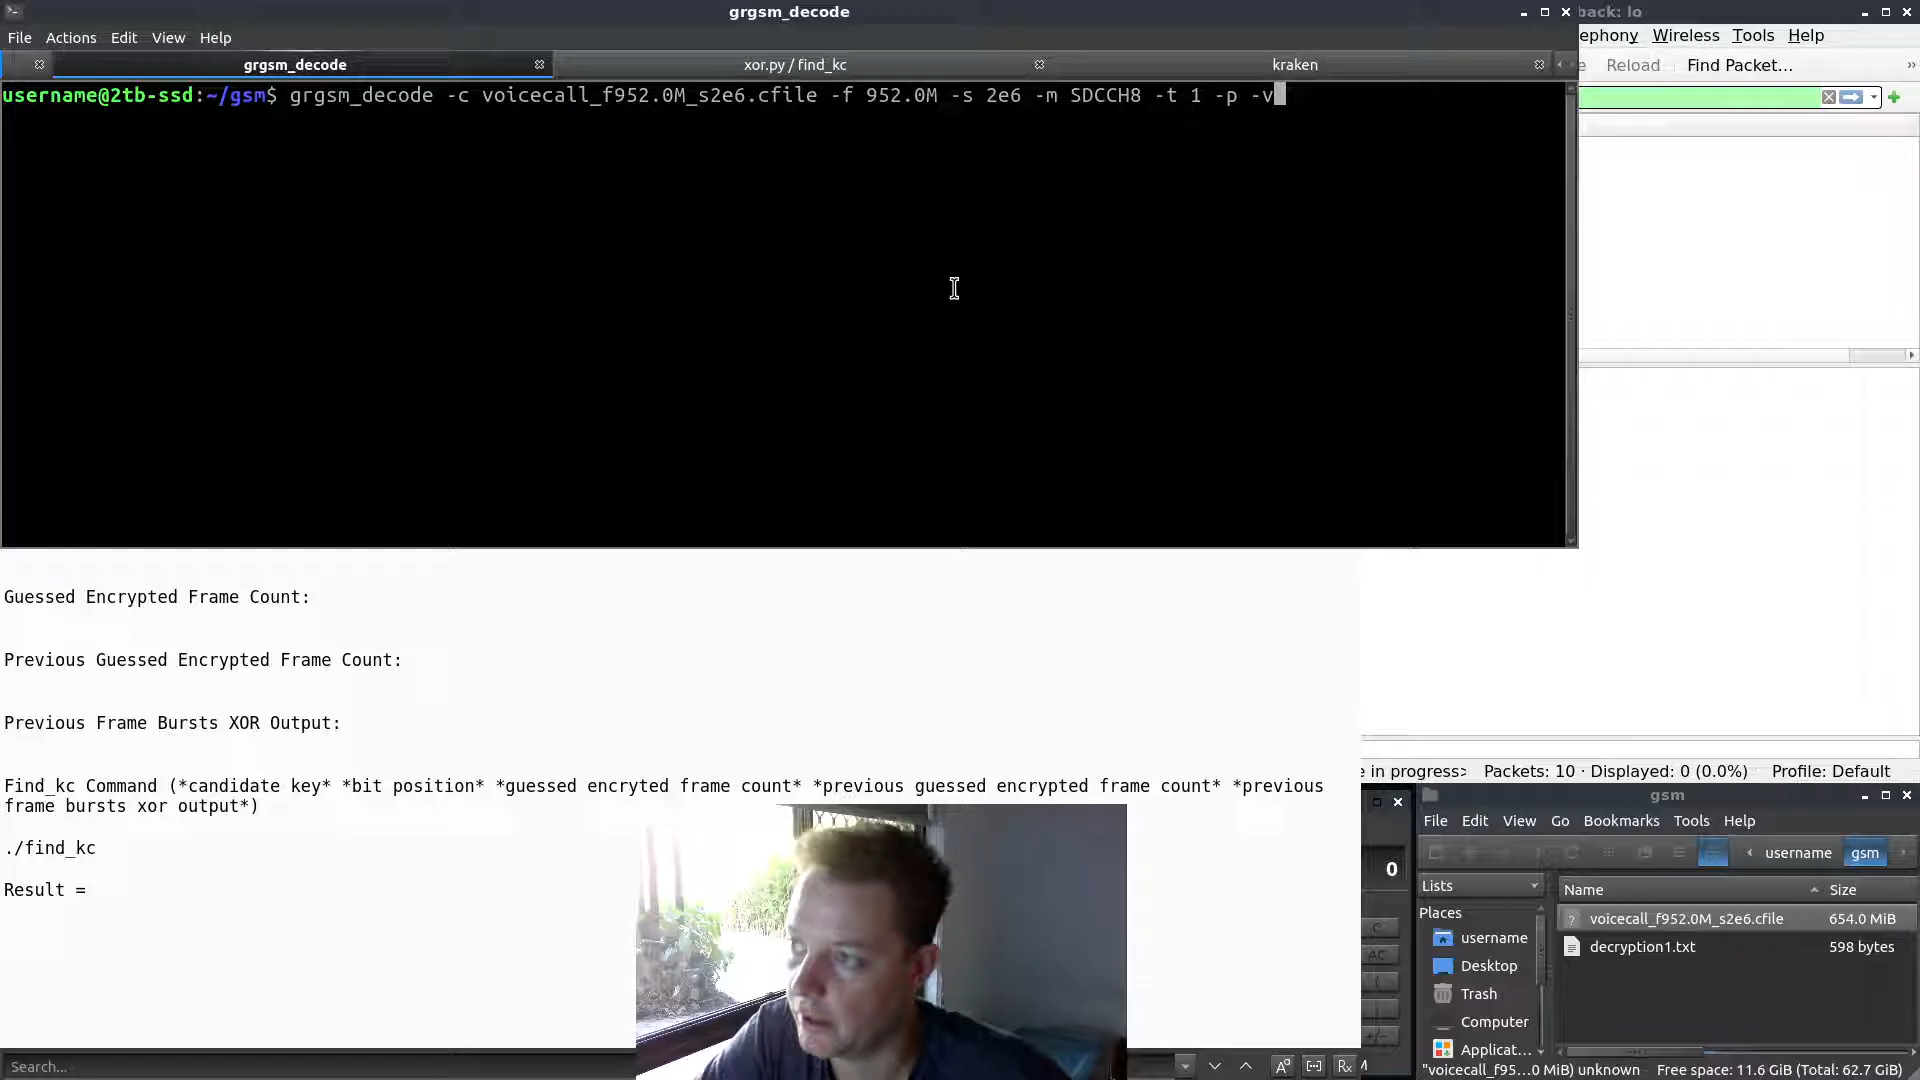 grgsm_decode
back: lo
File Actions Edit View Help
ephony Wireless Tools Help
grgsm_decode
xor.py / find_kc
kraken
Reload Find Packet...
username@2tb-ssd:~/gsm$ grgsm_decode -c voicecall_f952.0M_s2e6.cfile -f 952.0M -s 2e6 -m SDCCH8 -t 1 -p -v
Guessed Encrypted Frame Count:
Previous Guessed Encrypted Frame Count:
Previous Frame Bursts XOR Output:
Find_kc Command (*candidate key* *bit position* *guessed encryted frame count* *previous guessed encrypted frame count* *previous
frame bursts xor output*)
./find_kc
Result =
Search...
e in progress> Packets: 10 · Displayed: 0 (0.0%) Profile: Default
0
C
AC
gsm
File Edit View Go Bookmarks Tools Help
username gsm
Lists
Name Size
Places
voicecall_f952.0M_s2e6.cfile 654.0 MiB
username
decryption1.txt 598 bytes
Desktop
Trash
Computer
Applicat...
"voicecall_f95...0 MiB) unknown Free space: 11.6 GiB (Total: 62.7 GiB)